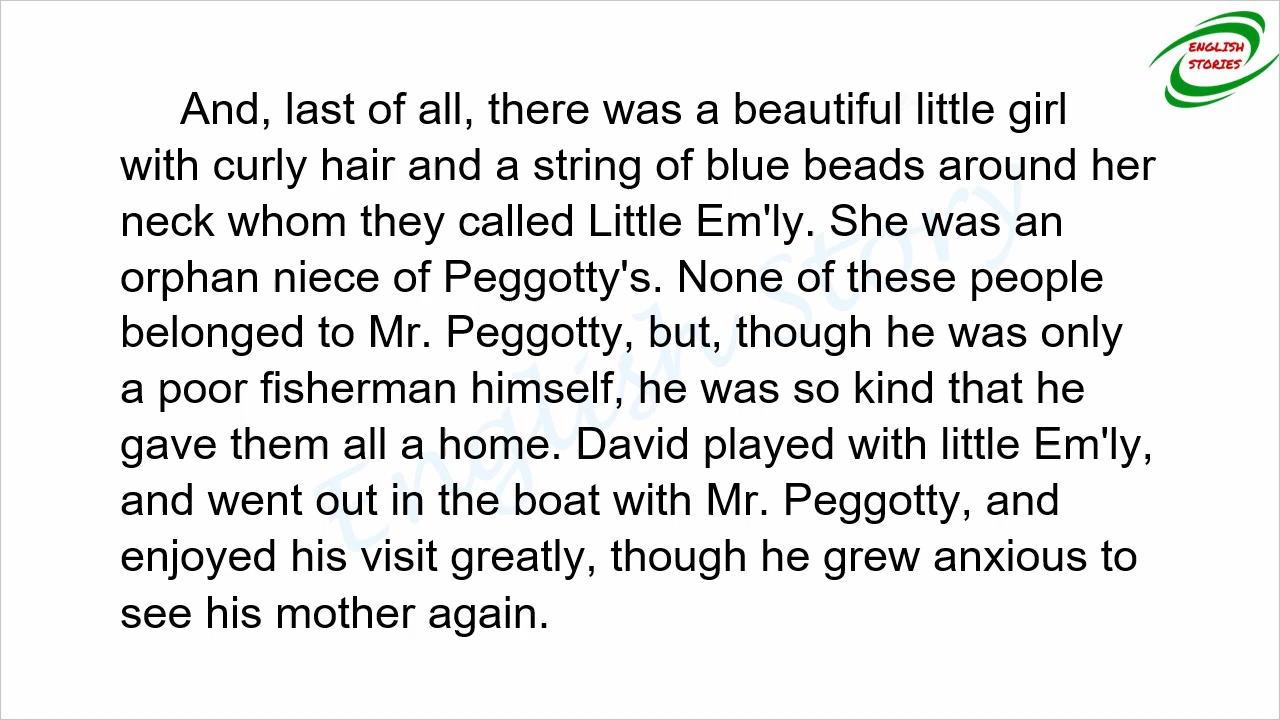 ENGLISH
STORIES
And, last of all, there was a beautiful little girl
with curly hair and a string of blue beads around her
neck whom they called Little Em'ly. She was an
orphan niece of Peggotty's. None of these people
belonged to Mr. Peggotty, but, though he was only
a poor fisherman himself, he was so kind that he
gave them all a home. David played with little Em'ly,
and went out in the boat with Mr. Peggotty, and
enjoyed his visit greatly, though he grew anxious to
see his mother again.
English Story